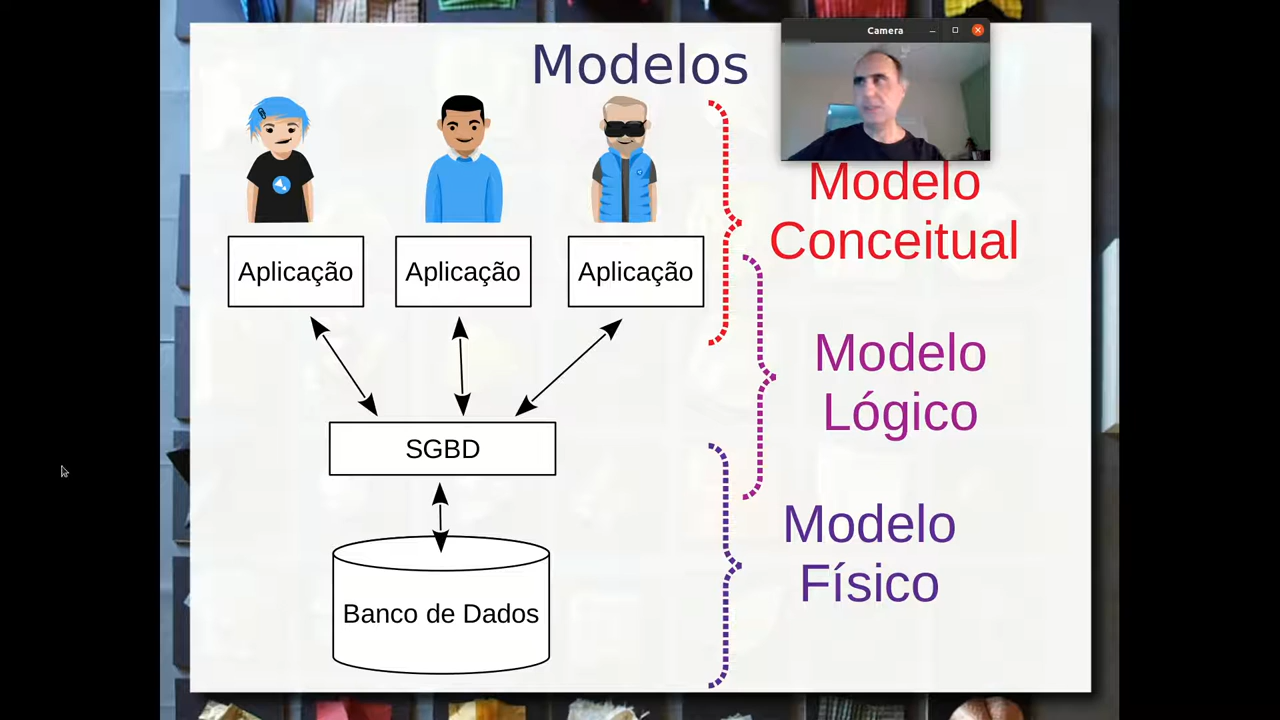 Camera
Modelos
Modelo
Conceitual
Aplicação
Aplicação
Aplicação
Modelo
Lógico
SGBD
Modelo
Físico
Banco de Dados